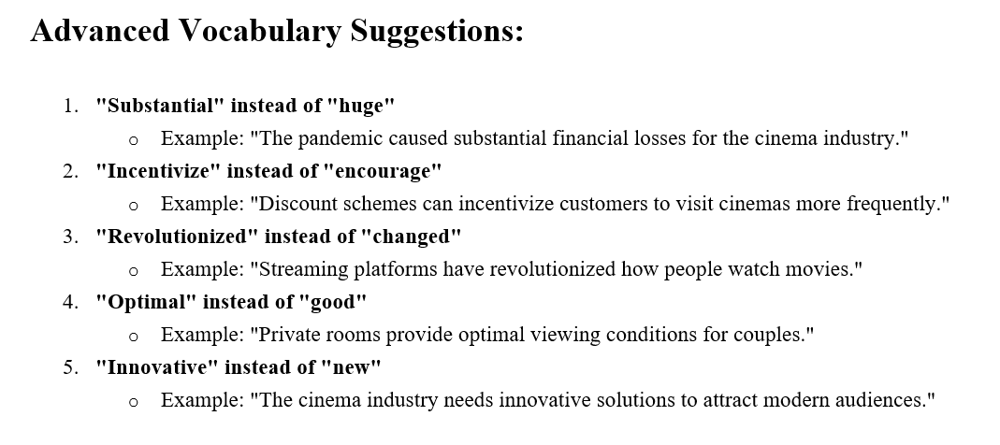 Advanced Vocabulary Suggestions:
1. "Substantial" instead of "huge"
o Example: "The pandemic caused substantial financial losses for the cinema industry."
2. "Incentivize" instead of "encourage"
o Example: "Discount schemes can incentivize customers to visit cinemas more frequently."
3. "Revolutionized" instead of "changed"
o Example: "Streaming platforms have revolutionized how people watch movies."
4. "Optimal" instead of "good"
o Example: "Private rooms provide optimal viewing conditions for couples."
5. "Innovative" instead of "new"
o Example: "The cinema industry needs innovative solutions to attract modern audiences."